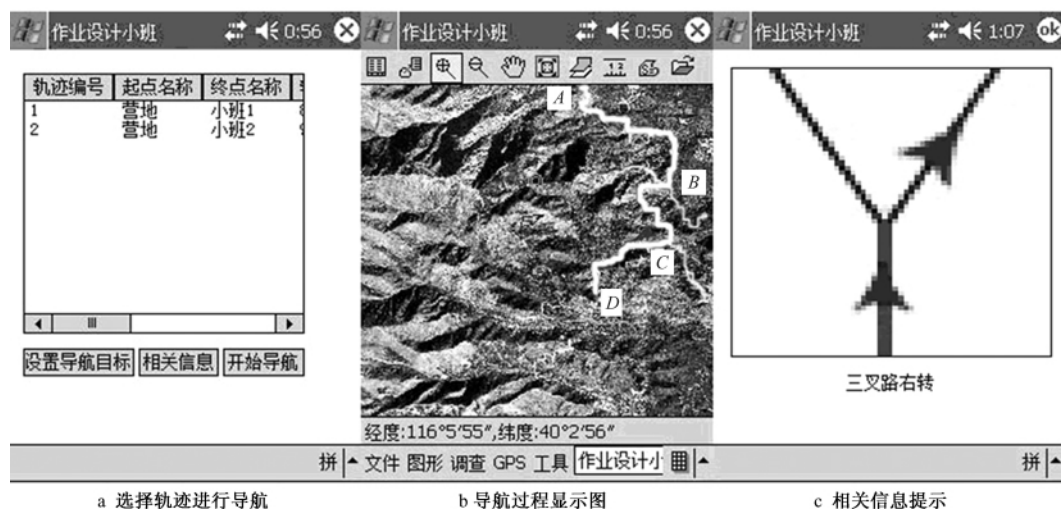 作业设计小班 0:56
轨迹编号 起点名称 终点名称
1 营地 小班1
2 营地 小班2
设置导航目标 相关信息 开始导航
拼
a 选择轨迹进行导航
作业设计小班 0:56
A
B
C
D
经度:116°5′55″,纬度:40°2′56″
文件 图形 调查 GPS 工具 作业设计小
b 导航过程显示图
作业设计小班 1:07 ok
三叉路右转
拼
c 相关信息提示